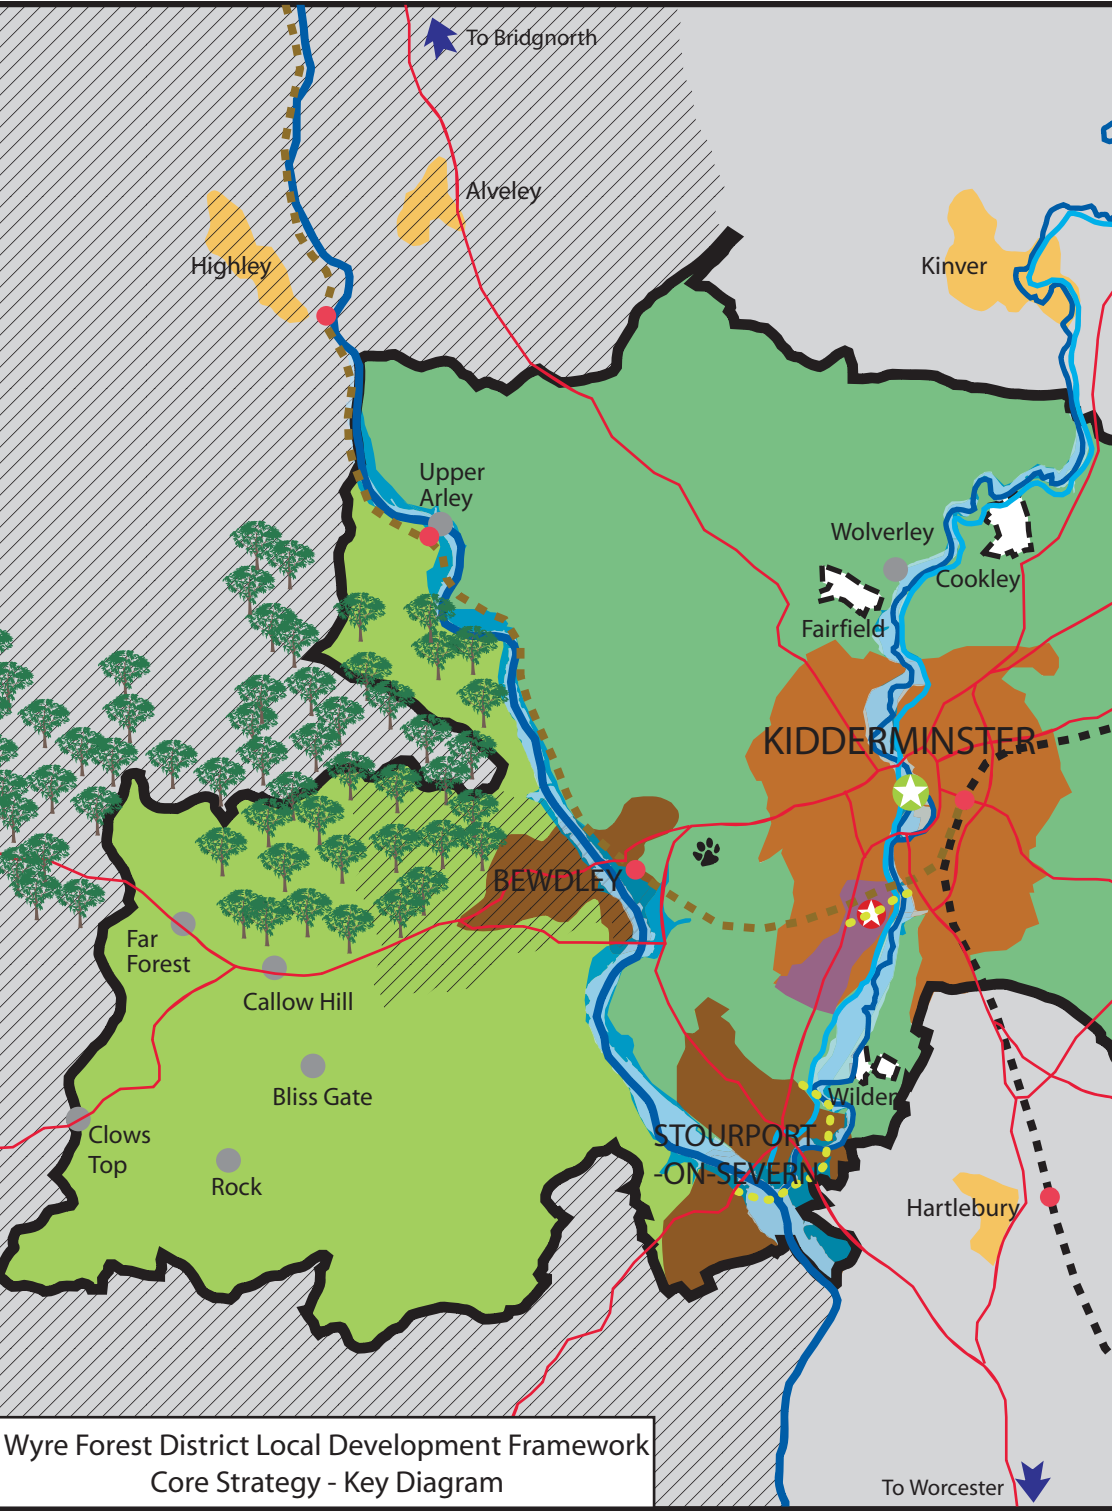 To Bridgnorth
Alveley
Highley
Kinver
Upper
Arley
Wolverley
Cookley
Fairfield
KIDDERMINSTER
BEWDLEY
Far
Forest
Callow Hill
Bliss Gate
Wilden
Clows
Top
STOURPORT
-ON-SEVERN
Rock
Hartlebury
Wyre Forest District Local Development Framework
Core Strategy - Key Diagram
To Worcester